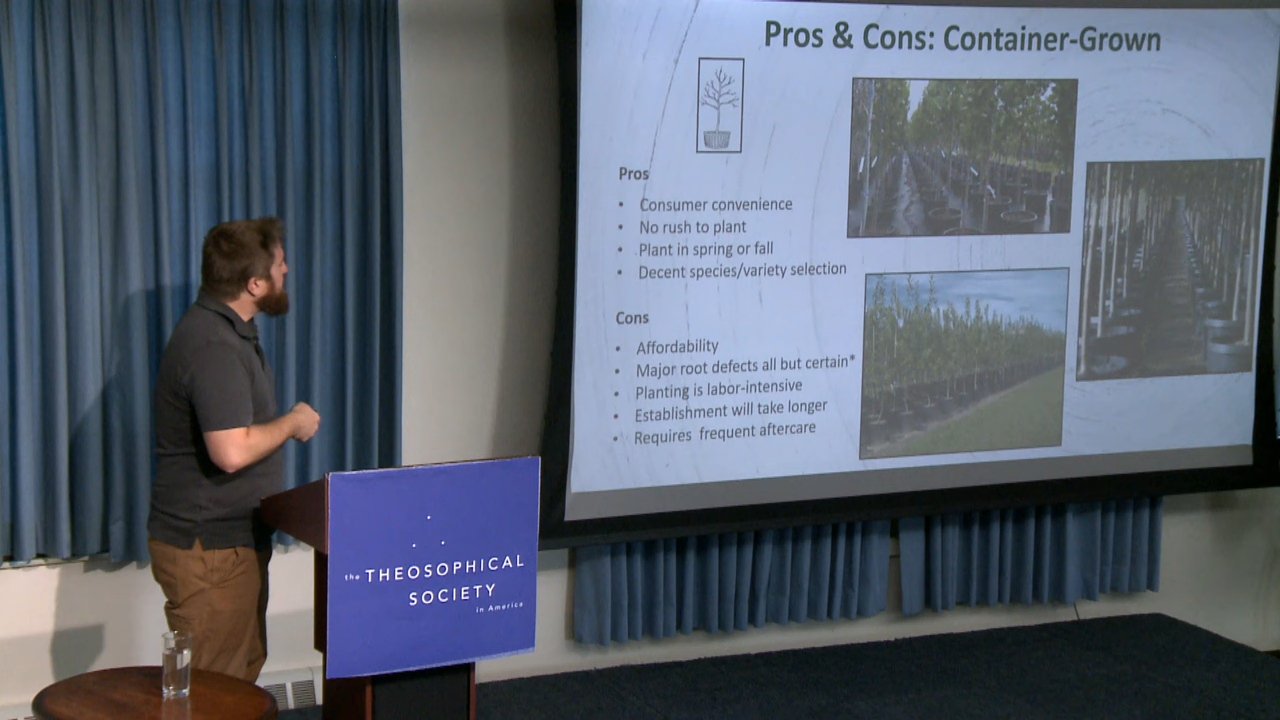 Pros & Cons: Container-Grown
Pros
• Consumer convenience
• No rush to plant
• Plant in spring or fall
• Decent species/variety selection
Cons
• Affordability
• Major root defects all but certain*
• Planting is labor-intensive
• Establishment will take longer
• Requires frequent aftercare
the THEOSOPHICAL
SOCIETY
in America